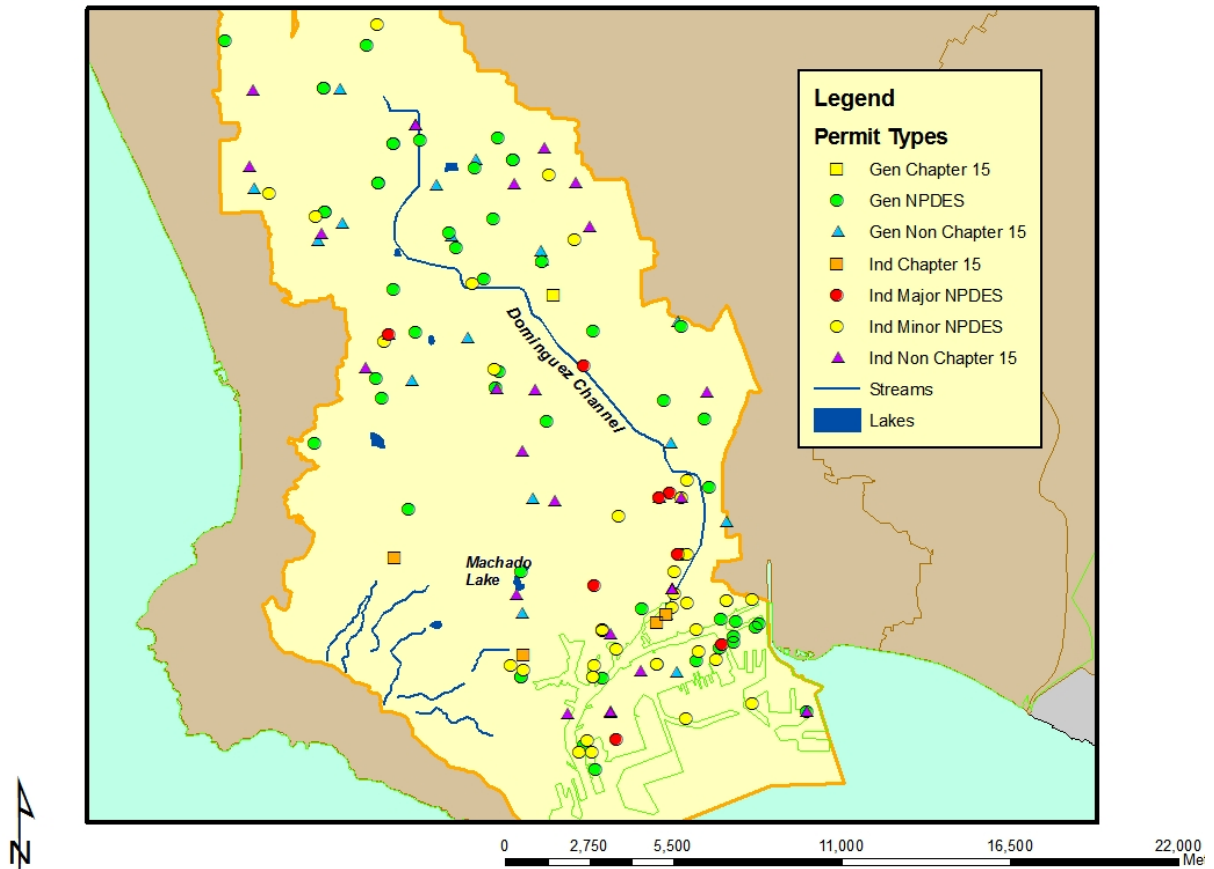 Legend
Permit Types
Gen Chapter 15
Gen NPDES
Gen Non Chapter 15
Ind Chapter 15
Ind Major NPDES
Ind Minor NPDES
Ind Non Chapter 15
Streams
Lakes
Dominguez Channel
Machado
Lake
N
0 2,750 5,500 11,000 16,500 22,000
Met